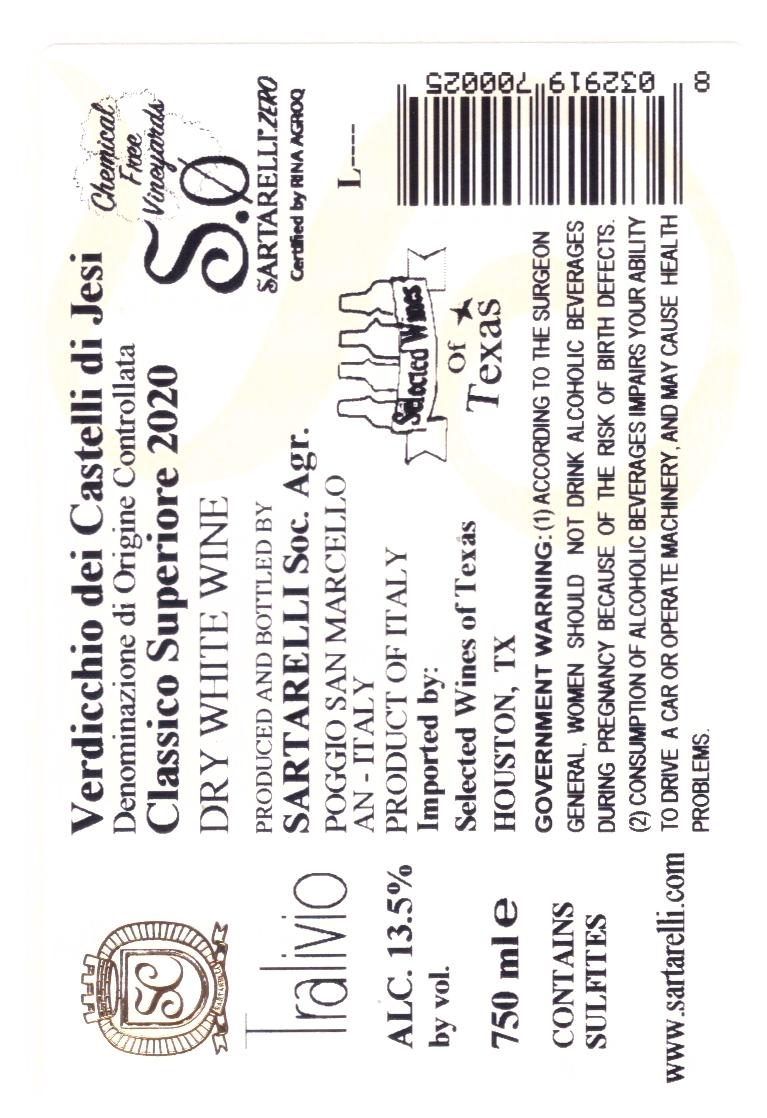 SARTARELLI
Tralivio
ALC. 13.5%
by vol.
750 ml e
CONTAINS
SULFITES
www.sartarelli.com
Verdicchio dei Castelli di Jesi
Denominazione di Origine Controllata
Classico Superiore 2020
DRY WHITE WINE
PRODUCED AND BOTTLED BY
SARTARELLI Soc. Agr.
POGGIO SAN MARCELLO
AN - ITALY
PRODUCT OF ITALY
Imported by:
Selected Wines of Texas
HOUSTON, TX
Chemical
Free
Vineyards
S.Ø
SARTARELLI ZERO
Certified by RINA AGROQ
L----
Selected Wines
Of
Texas
8 032919 700025
GOVERNMENT WARNING: (1) ACCORDING TO THE SURGEON
GENERAL, WOMEN SHOULD NOT DRINK ALCOHOLIC BEVERAGES
DURING PREGNANCY BECAUSE OF THE RISK OF BIRTH DEFECTS.
(2) CONSUMPTION OF ALCOHOLIC BEVERAGES IMPAIRS YOUR ABILITY
TO DRIVE A CAR OR OPERATE MACHINERY, AND MAY CAUSE HEALTH
PROBLEMS.